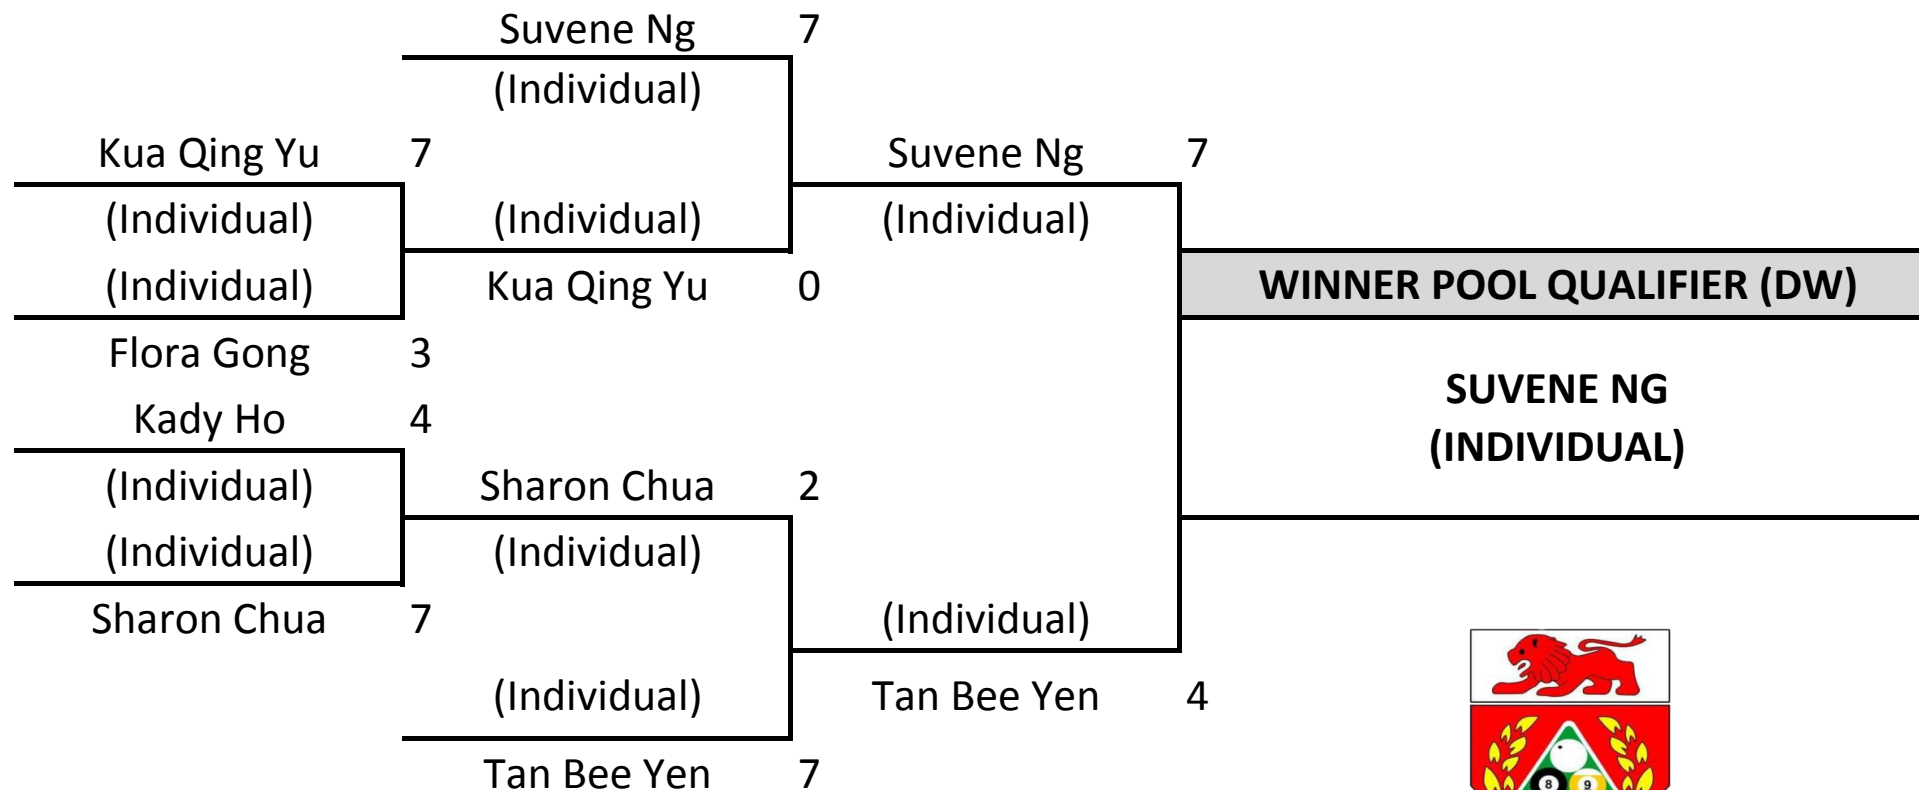 Suvene Ng 7
(Individual)
Kua Qing Yu 7 Suvene Ng 7
(Individual) (Individual) (Individual)
(Individual) Kua Qing Yu 0 WINNER POOL QUALIFIER (DW)
Flora Gong 3
SUVENE NG
Kady Ho 4
(INDIVIDUAL)
(Individual) Sharon Chua 2
(Individual) (Individual)
Sharon Chua 7 (Individual)
(Individual) Tan Bee Yen 4
Tan Bee Yen 7
8 9